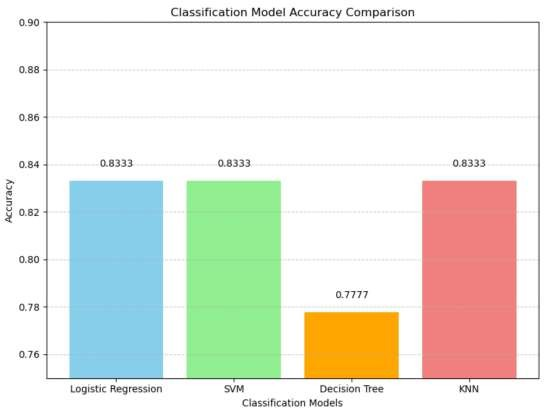 Classification Model Accuracy Comparison
0.90
0.88
0.86
0.84
0.82
0.80
0.78
0.76
Accuracy
0.8333
0.8333
0.7777
0.8333
Logistic Regression
SVM
Decision Tree
KNN
Classification Models